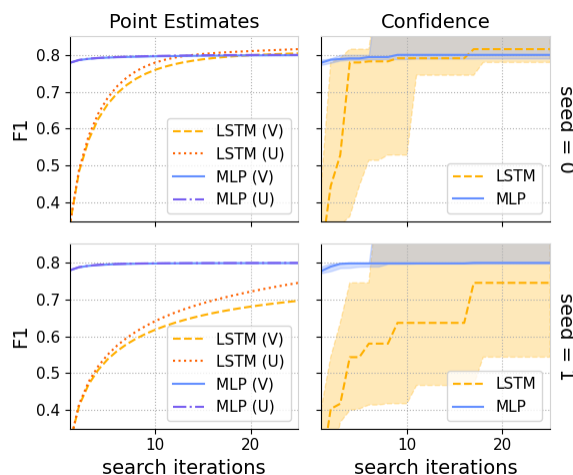 Point Estimates
Confidence
F1
0.8
0.7
0.6
0.5
0.4
LSTM (V)
LSTM (U)
MLP (V)
MLP (U)
LSTM
MLP
seed = 0
F1
0.8
0.7
0.6
0.5
0.4
LSTM (V)
LSTM (U)
MLP (V)
MLP (U)
LSTM
MLP
seed = 1
10 20
10 20
search iterations
search iterations